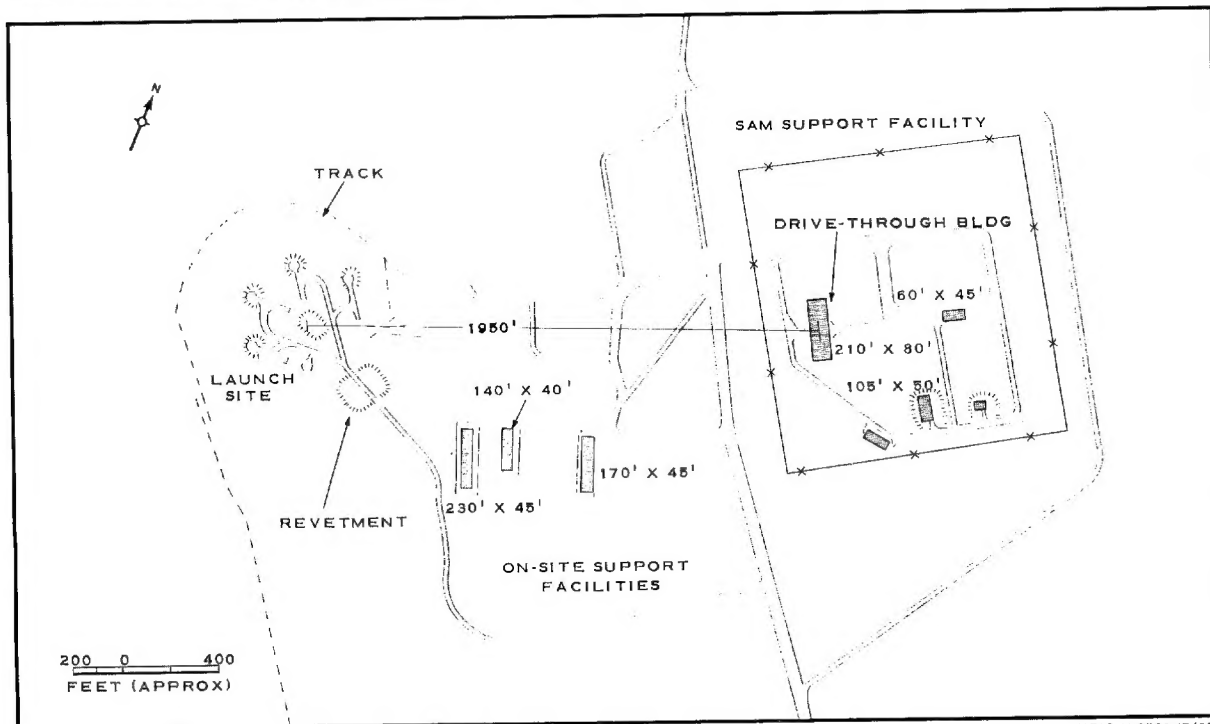 N
SAM SUPPORT FACILITY
TRACK
DRIVE-THROUGH BLDG
60' X 45'
1950'
210' X 80'
LAUNCH
SITE
140' X 40'
105' X 50'
170' X 45'
230' X 45'
REVETMENT
ON-SITE SUPPORT
FACILITIES
200 0 400
FEET (APPROX)